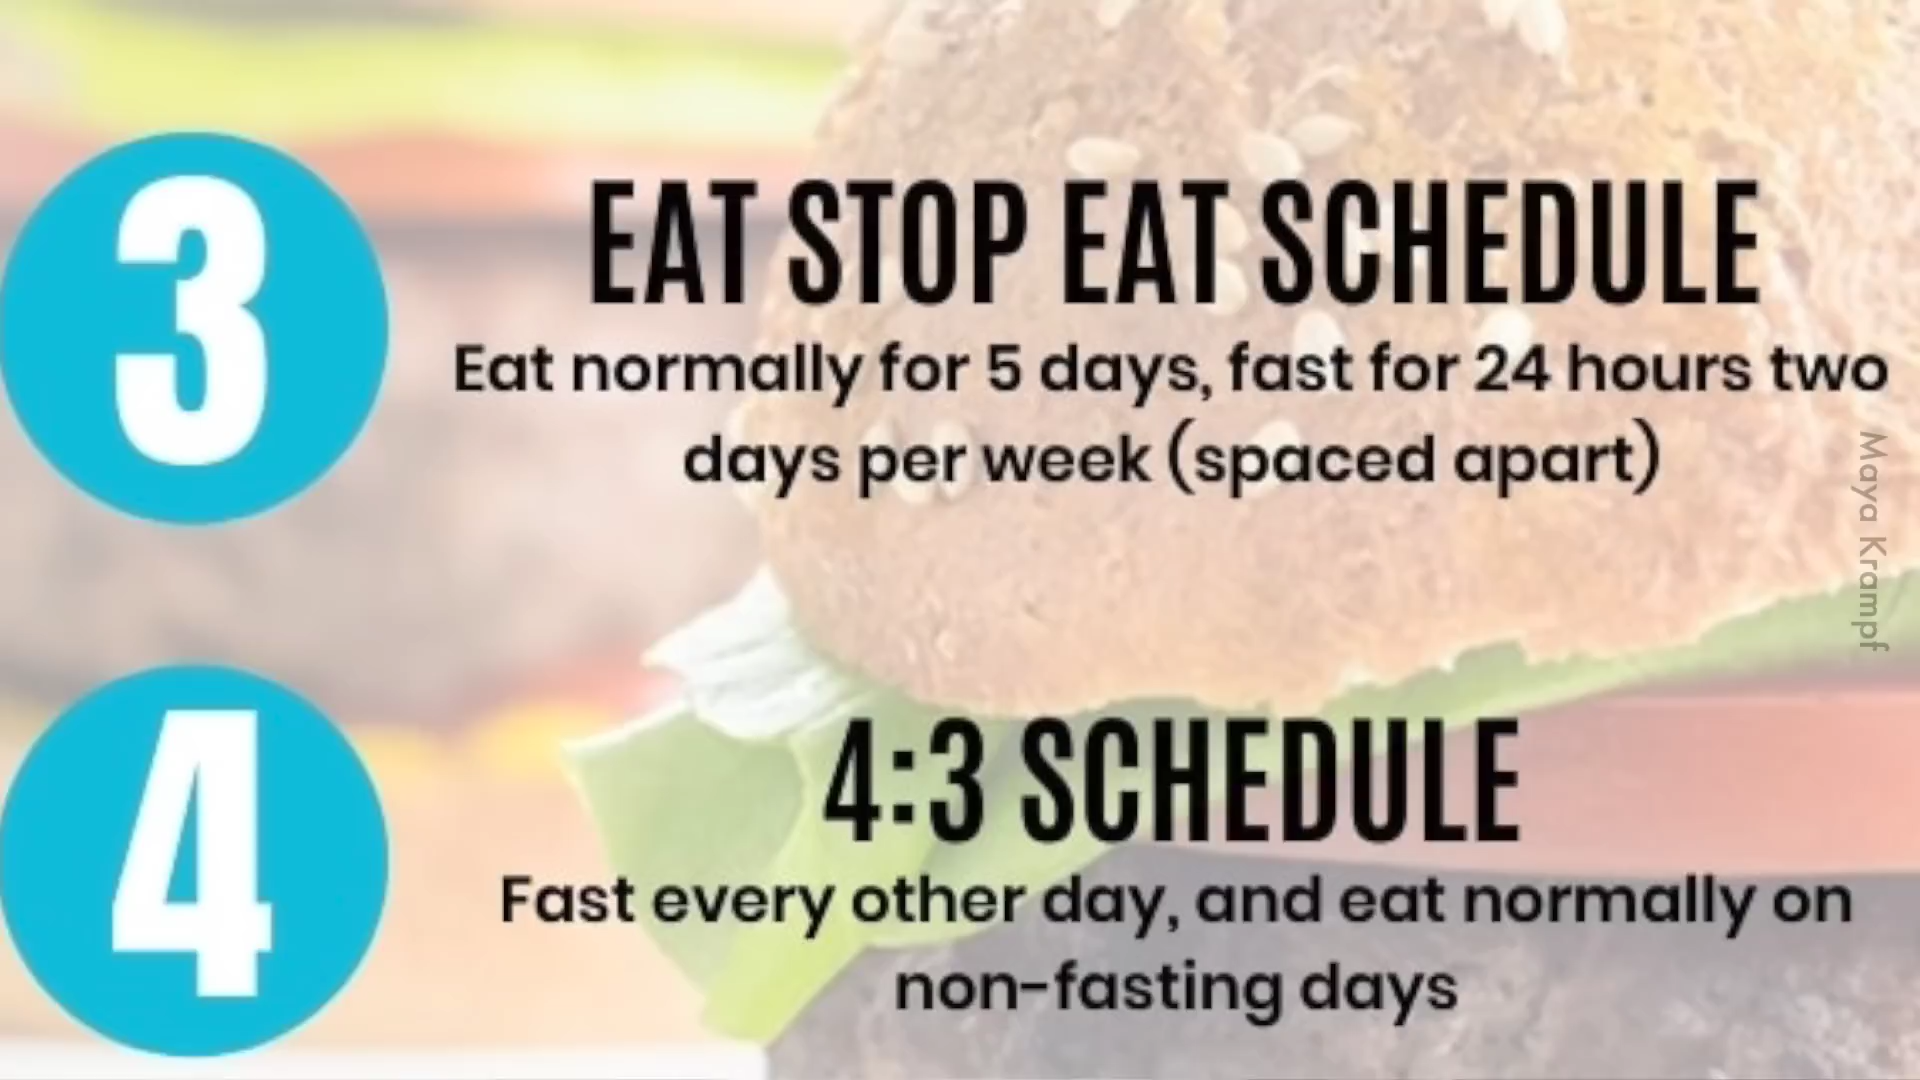 3
EAT STOP EAT SCHEDULE
Eat normally for 5 days, fast for 24 hours two
days per week (spaced apart)
Maya Krampf
4
4:3 SCHEDULE
Fast every other day, and eat normally on
non-fasting days